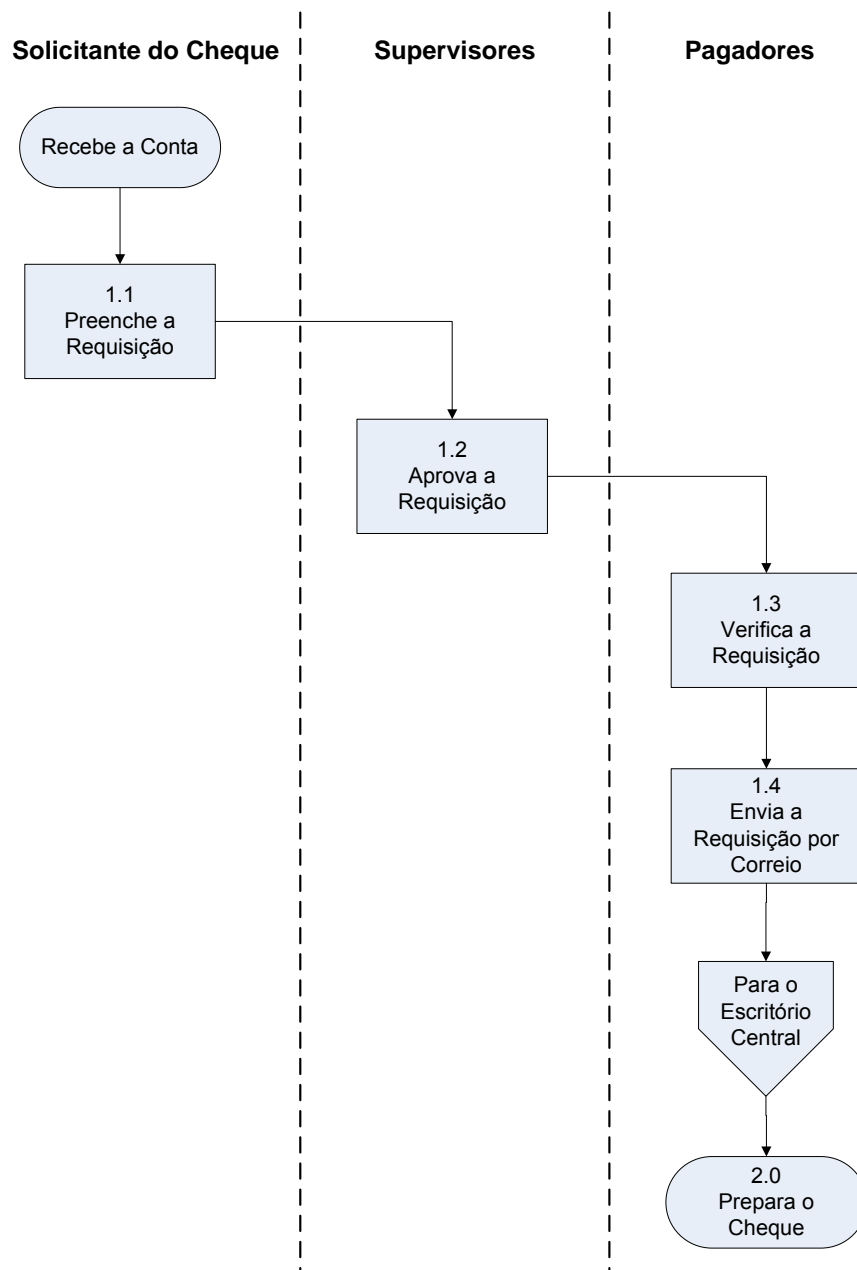 Solicitante do Cheque
Supervisores
Pagadores
Recebe a Conta
1.1
Preenche a
Requisição
1.2
Aprova a
Requisição
1.3
Verifica a
Requisição
1.4
Envia a
Requisição por
Correio
Para o
Escritório
Central
2.0
Prepara o
Cheque